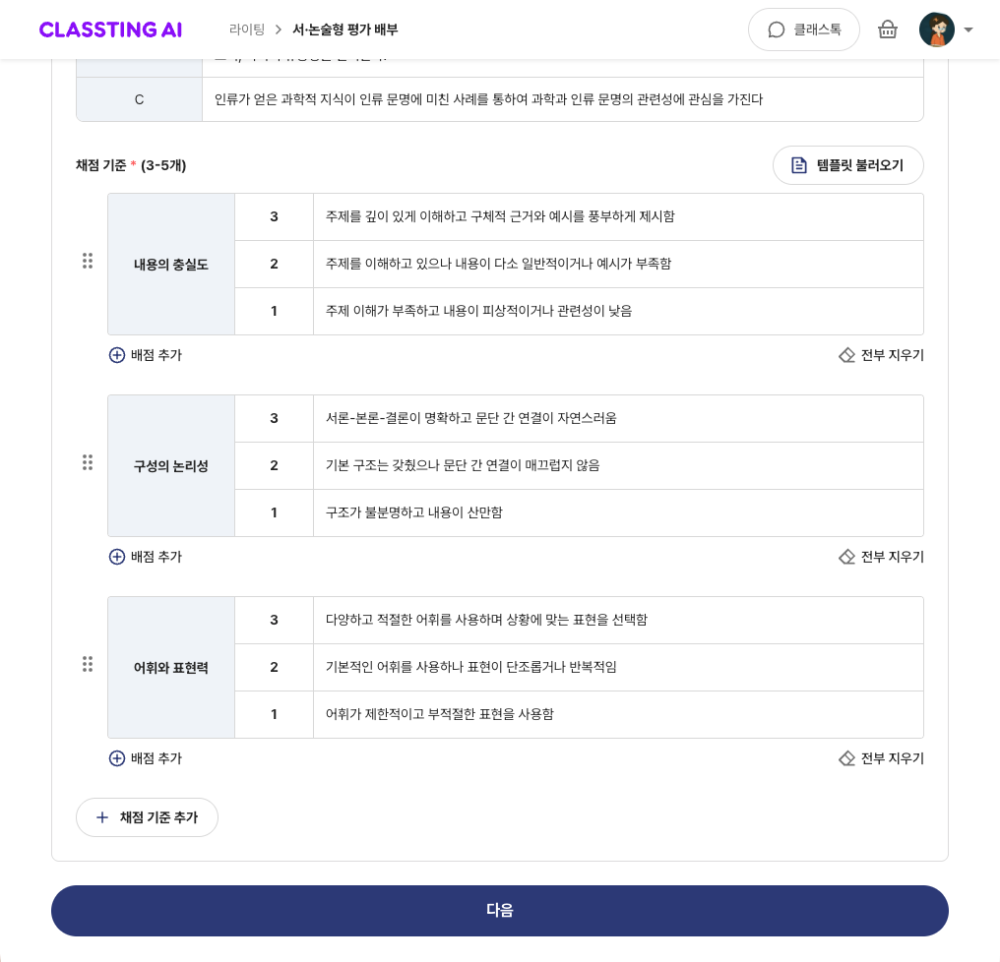 CLASSTING AI
라이팅 > 서·논술형 평가 배부
클래스톡
C
인류가 얻은 과학적 지식이 인류 문명에 미친 사례를 통하여 과학과 인류 문명의 관련성에 관심을 가진다
채점 기준 * (3-5개)
템플릿 불러오기
내용의 충실도
3 주제를 깊이 있게 이해하고 구체적 근거와 예시를 풍부하게 제시함
2 주제를 이해하고 있으나 내용이 다소 일반적이거나 예시가 부족함
1 주제 이해가 부족하고 내용이 피상적이거나 관련성이 낮음
배점 추가
전부 지우기
구성의 논리성
3 서론-본론-결론이 명확하고 문단 간 연결이 자연스러움
2 기본 구조는 갖췄으나 문단 간 연결이 매끄럽지 않음
1 구조가 불분명하고 내용이 산만함
배점 추가
전부 지우기
어휘와 표현력
3 다양하고 적절한 어휘를 사용하며 상황에 맞는 표현을 선택함
2 기본적인 어휘를 사용하나 표현이 단조롭거나 반복적임
1 어휘가 제한적이고 부적절한 표현을 사용함
배점 추가
전부 지우기
채점 기준 추가
다음